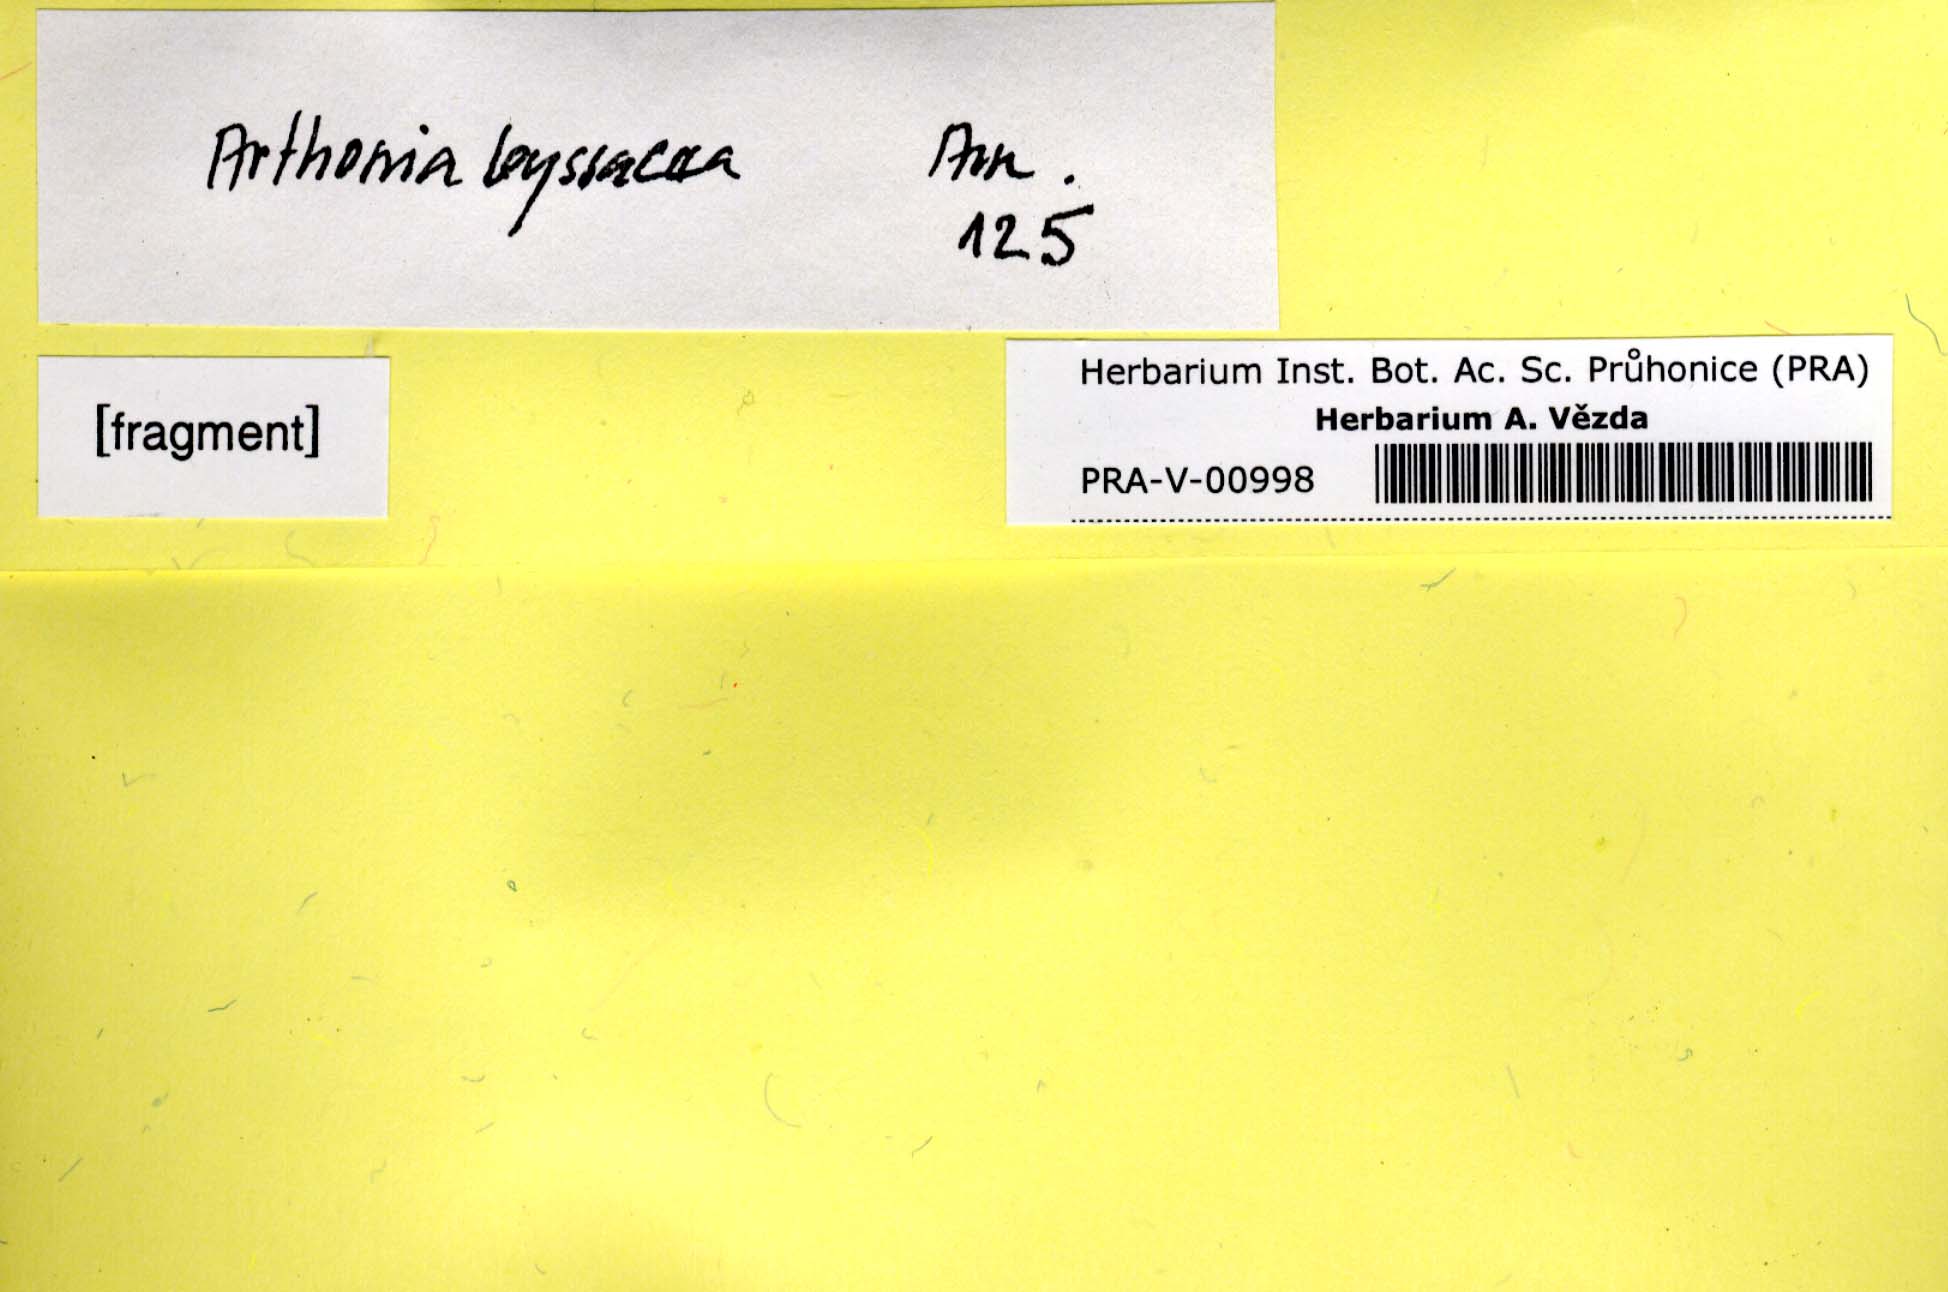 Arthonia byssacea Arn.
125
[fragment]
Herbarium Inst. Bot. Ac. Sc. Průhonice (PRA)
Herbarium A. Vězda
PRA-V-00998